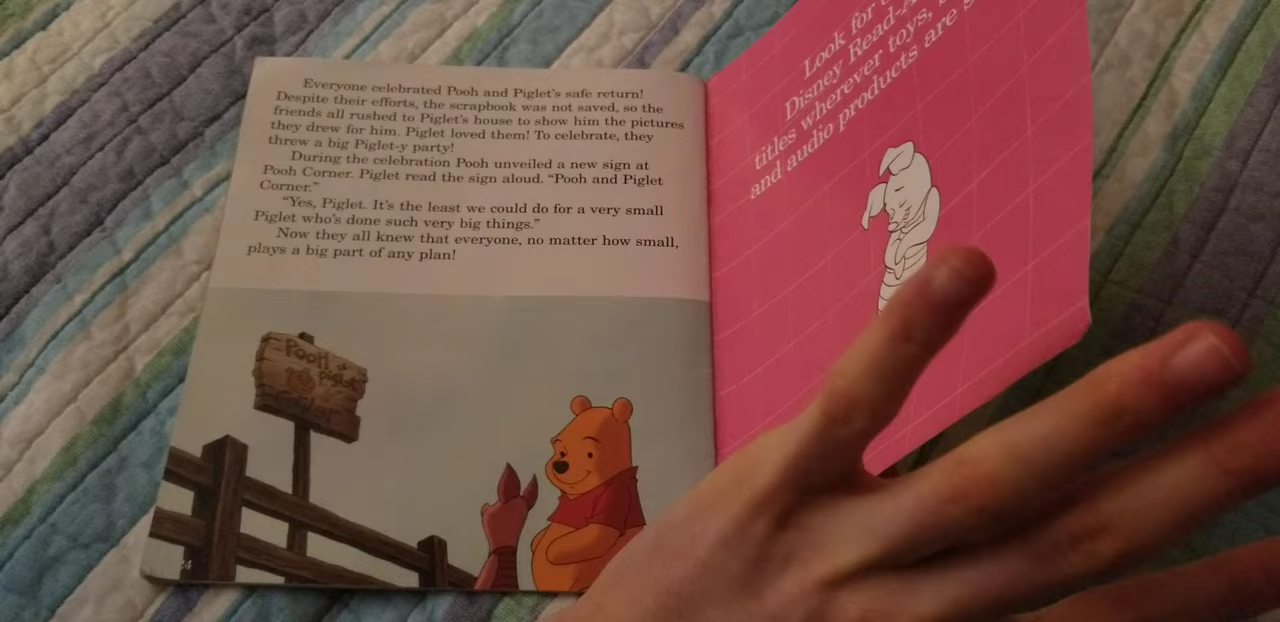 Everyone celebrated Pooh and Piglet's safe return!
Despite their efforts, the scrapbook was not saved, so the
friends all rushed to Piglet's house to show him the pictures
they drew for him. Piglet loved them! To celebrate, they
threw a big Piglet-y party!
During the celebration Pooh unveiled a new sign at
Pooh Corner. Piglet read the sign aloud. “Pooh and Piglet
Corner.”
“Yes, Piglet. It's the least we could do for a very small
Piglet who's done such very big things.”
Now they all knew that everyone, no matter how small,
plays a big part of any plan!
PooH +
piglet
24
Look for
Disney Read-A
titles wherever toys,
and audio products are s